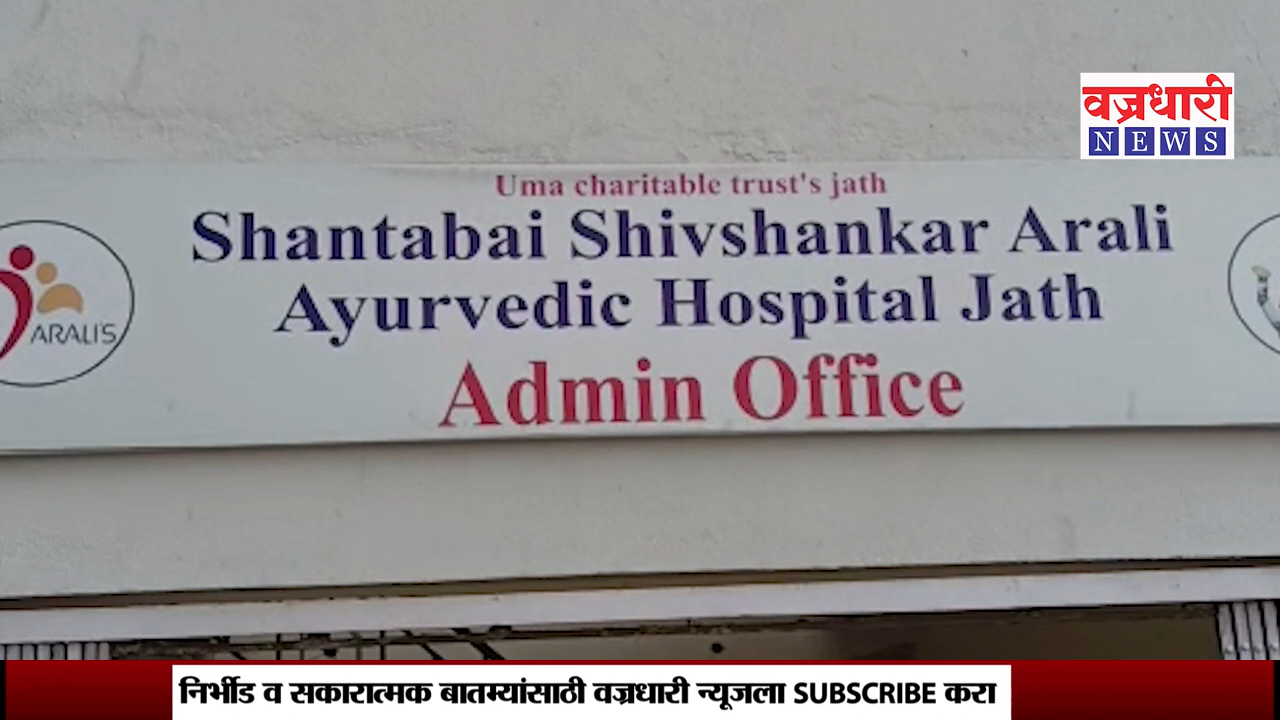 वज्रधारी
NEWS
Uma charitable trust's jath
Shantabai Shivshankar Arali
Ayurvedic Hospital Jath
Admin Office
ARALI'S
निर्भीड व सकारात्मक बातम्यांसाठी वज्रधारी न्यूजला SUBSCRIBE करा